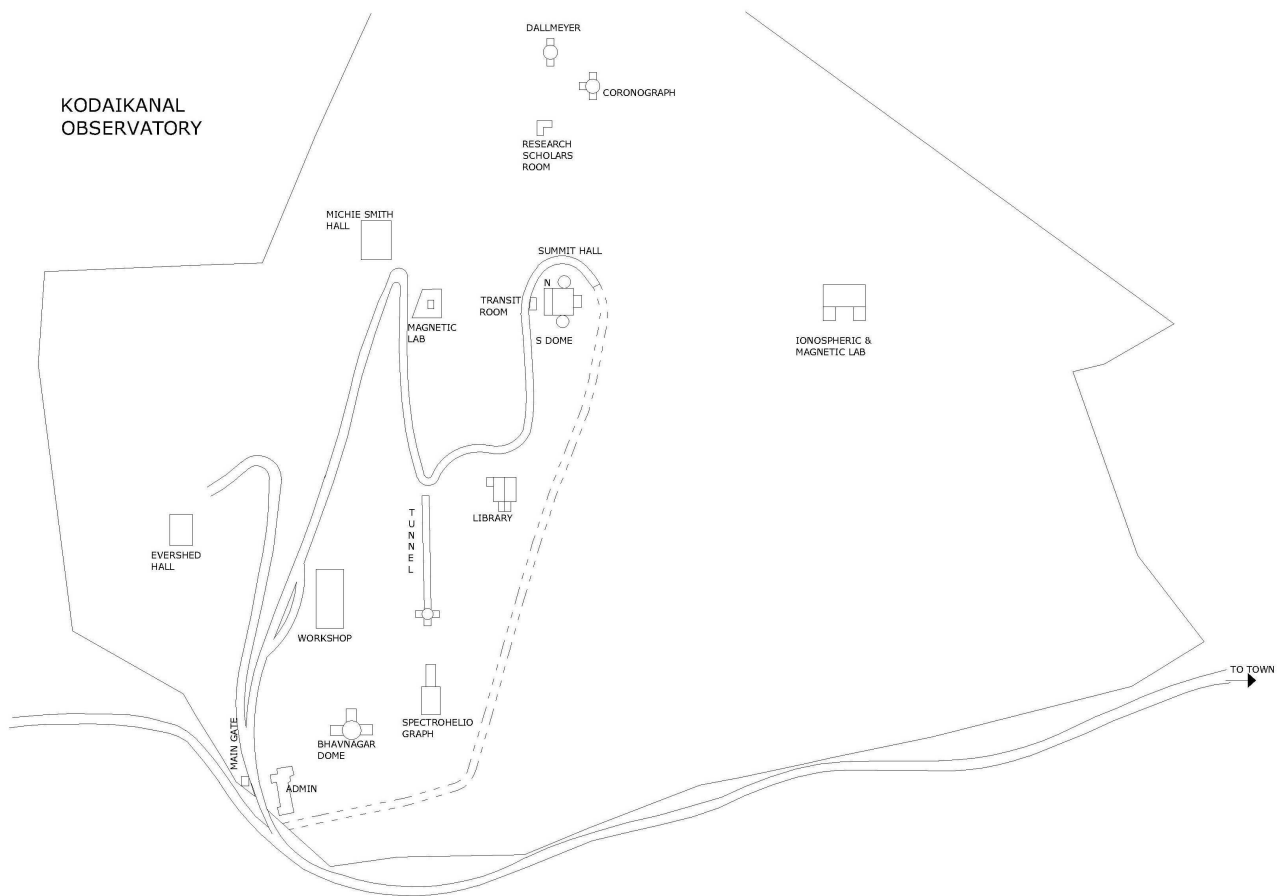 DALLMEYER
CORONOGRAPH
KODAIKANAL
OBSERVATORY
RESEARCH
SCHOLARS
ROOM
MICHIE SMITH
HALL
SUMMIT HALL
N
TRANSIT
ROOM
MAGNETIC
LAB
S DOME
IONOSPHERIC &
MAGNETIC LAB
TUNNEL
LIBRARY
EVERSHED
HALL
WORKSHOP
TO TOWN
MAIN GATE
SPECTROHELIO
GRAPH
BHAVNAGAR
DOME
ADMIN